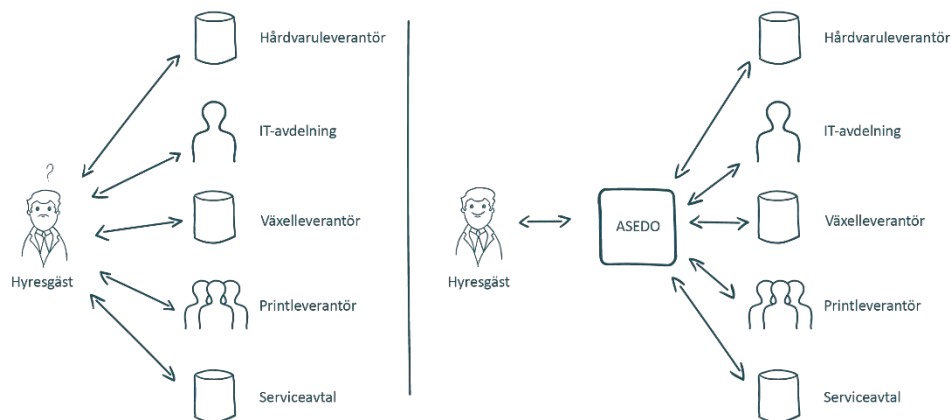 Hårdvaruleverantör
IT-avdelning
?
Växelleverantör
Hyresgäst
Printleverantör
Serviceavtal
Hårdvaruleverantör
IT-avdelning
Växelleverantör
ASEDO
Hyresgäst
Printleverantör
Serviceavtal